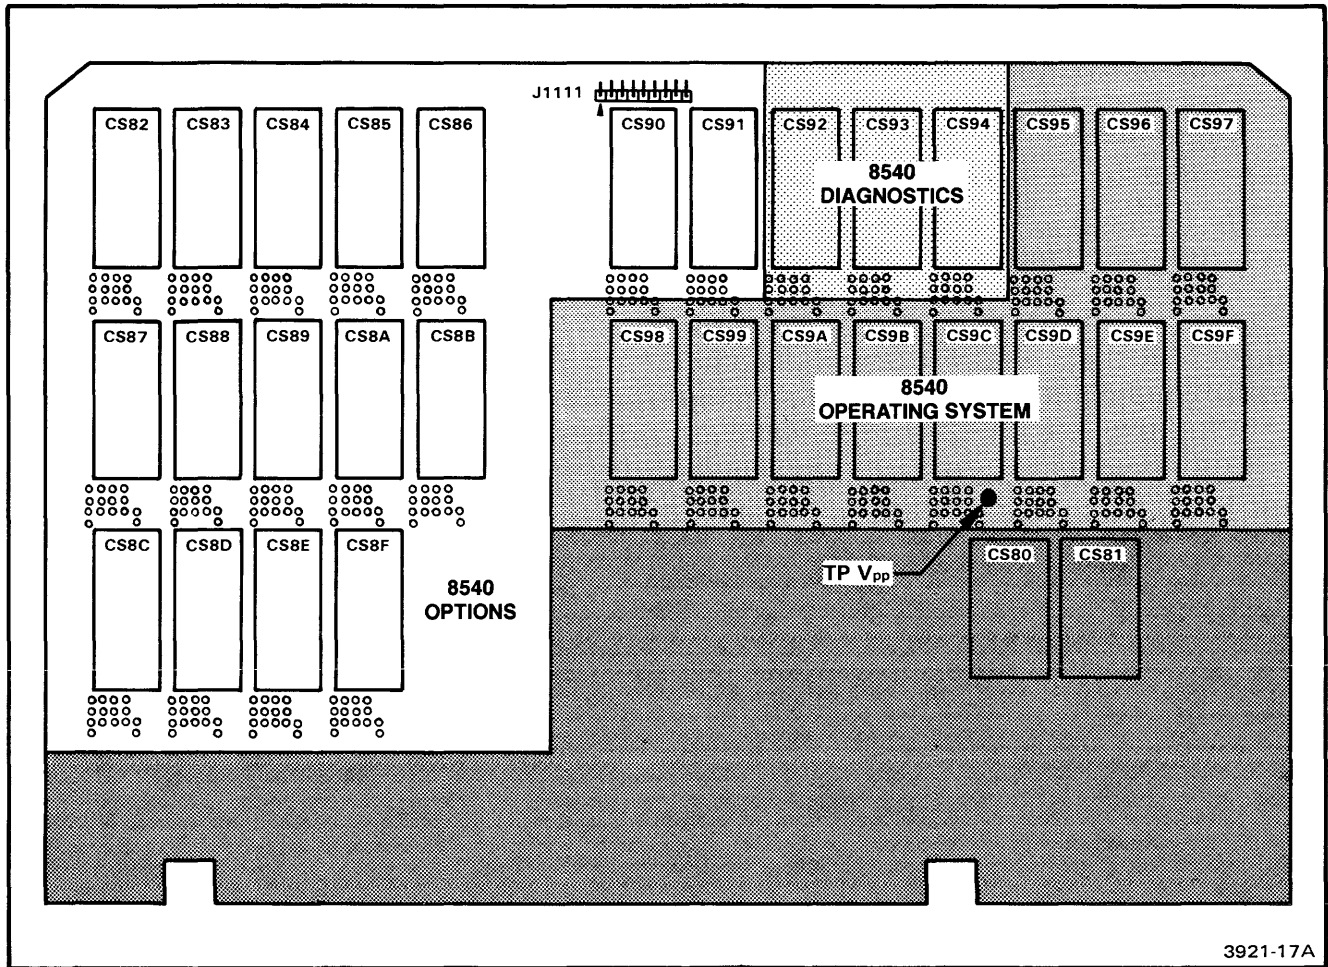 J1111
CS82 CS83 CS84 CS85 CS86 CS90 CS91 CS92 CS93 CS94 CS95 CS96 CS97
8540
DIAGNOSTICS
CS87 CS88 CS89 CS8A CS8B CS98 CS99 CS9A CS9B CS9C CS9D CS9E CS9F
8540
OPERATING SYSTEM
CS8C CS8D CS8E CS8F CS80 CS81
TP Vpp
8540
OPTIONS
3921-17A